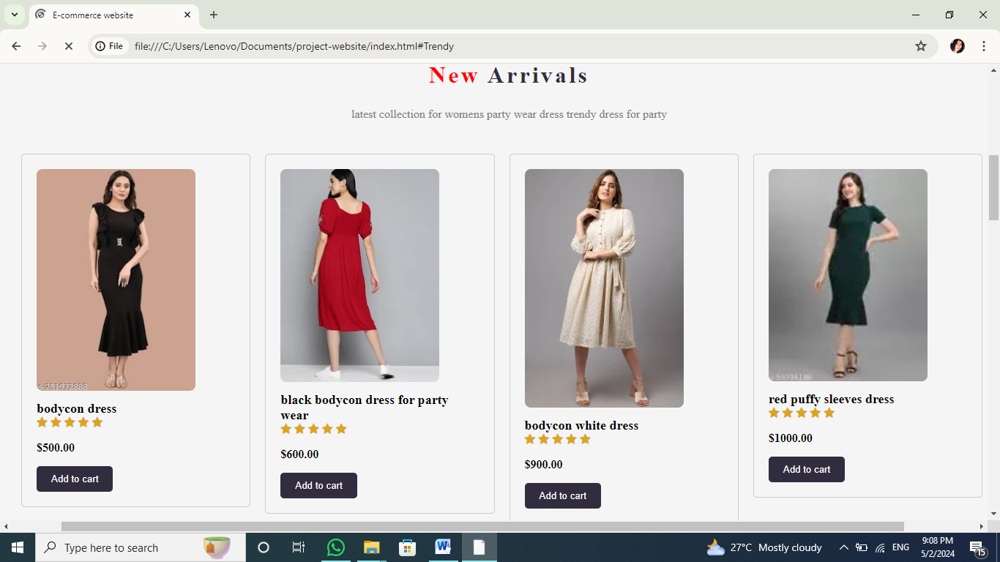 E-commerce website
File
file:///C:/Users/Lenovo/Documents/project-website/index.html#Trendy
New Arrivals
latest collection for womens party wear dress trendy dress for party
s-251972888
bodycon dress
$500.00
Add to cart
black bodycon dress for party
wear
$600.00
Add to cart
bodycon white dress
$900.00
Add to cart
red puffy sleeves dress
$1000.00
Add to cart
Type here to search
W
27°C Mostly cloudy
ENG
9:08 PM
5/2/2024
15